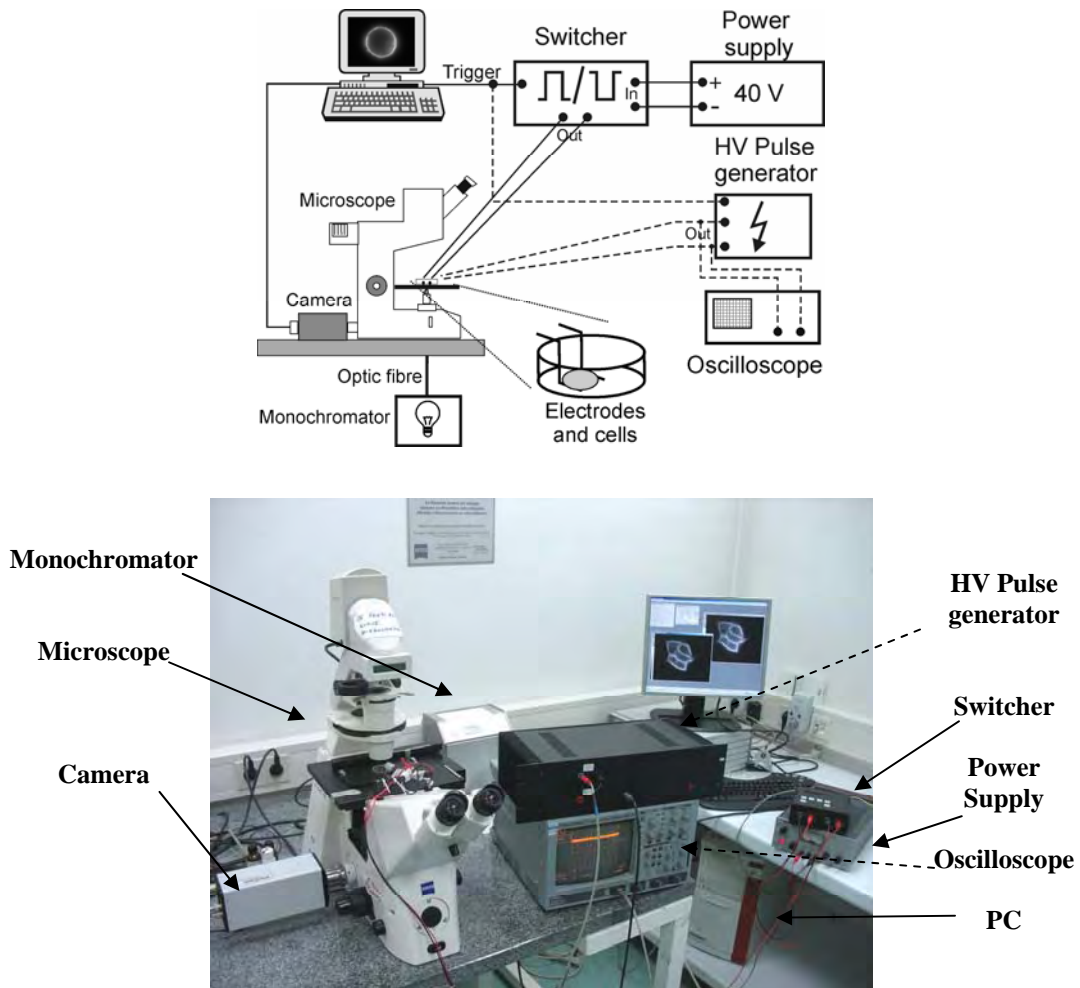 Switcher
Power
supply
Trigger
In
+
-
40 V
Out
HV Pulse
generator
Microscope
Out
Camera
Oscilloscope
Optic fibre
Monochromator
Electrodes
and cells
Monochromator
HV Pulse
generator
Microscope
Switcher
Camera
Power
Supply
Oscilloscope
PC